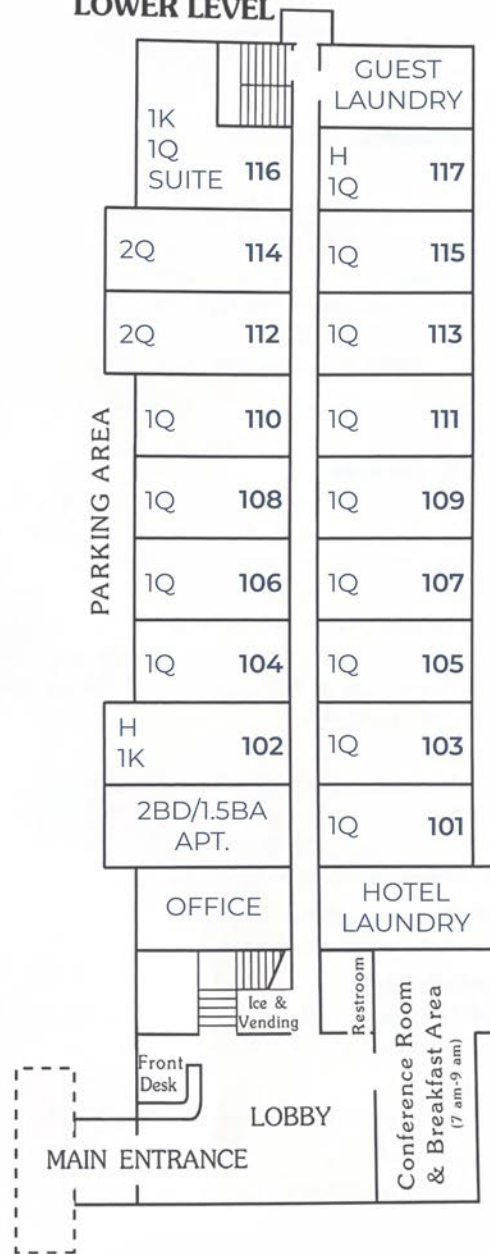 LOWER LEVEL
GUEST
LAUNDRY
1K
1Q
SUITE 116
H
1Q 117
2Q 114
1Q 115
2Q 112
1Q 113
1Q 110
1Q 111
PARKING AREA
1Q 108
1Q 109
1Q 106
1Q 107
1Q 104
1Q 105
H
1K 102
1Q 103
2BD/1.5BA
APT.
1Q 101
OFFICE
HOTEL
LAUNDRY
Ice &
Vending
Restroom
Conference Room
& Breakfast Area
(7 am-9 am)
Front
Desk
LOBBY
MAIN ENTRANCE